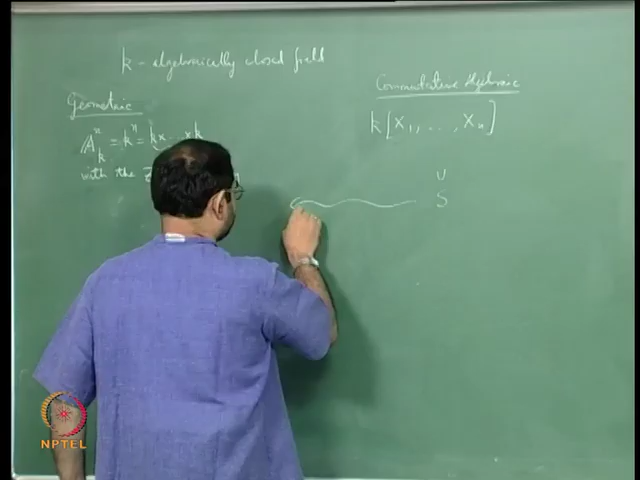 k - algebraically closed field
Geometric
Commutative Algebraic
𝔸ⁿₖ = kⁿ = k x ... x k
k[X₁, ..., Xₙ]
with the
∪
S
NPTEL